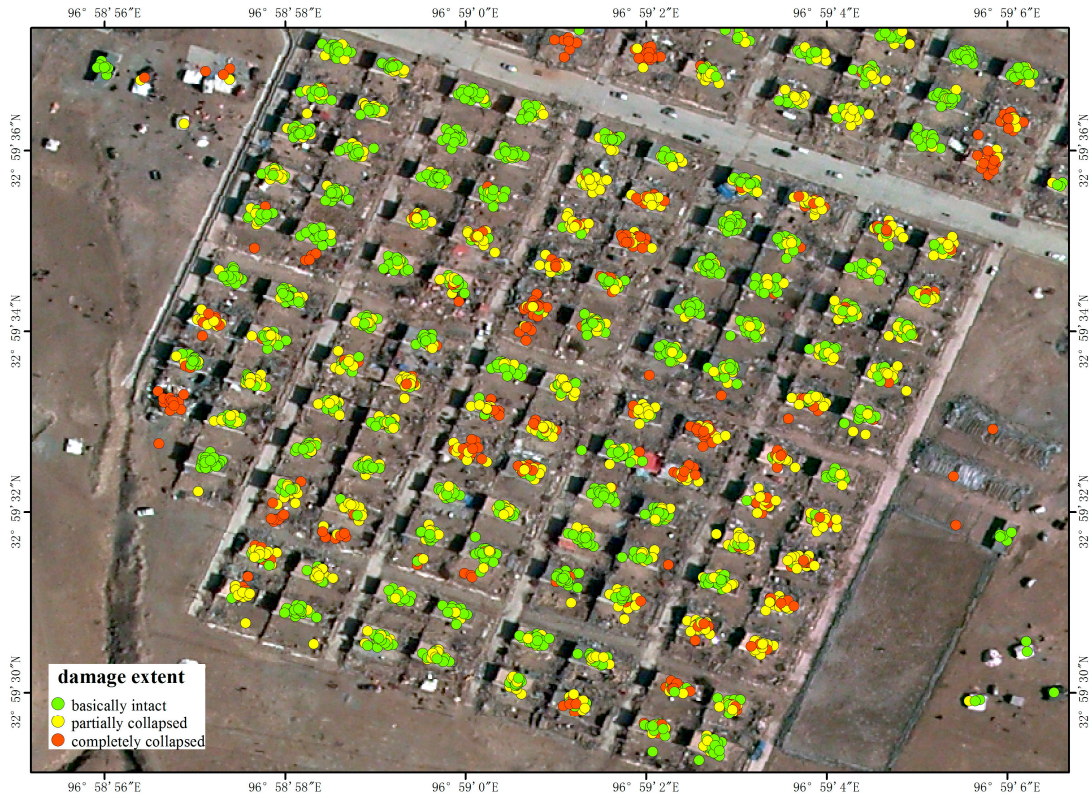 96° 58′56″E 96° 58′58″E 96° 59′0″E 96° 59′2″E 96° 59′4″E 96° 59′6″E
32° 59′36″N 32° 59′36″N
32° 59′34″N 32° 59′34″N
32° 59′32″N 32° 59′32″N
32° 59′30″N 32° 59′30″N
damage extent
basically intact
partially collapsed
completely collapsed
96° 58′56″E 96° 58′58″E 96° 59′0″E 96° 59′2″E 96° 59′4″E 96° 59′6″E